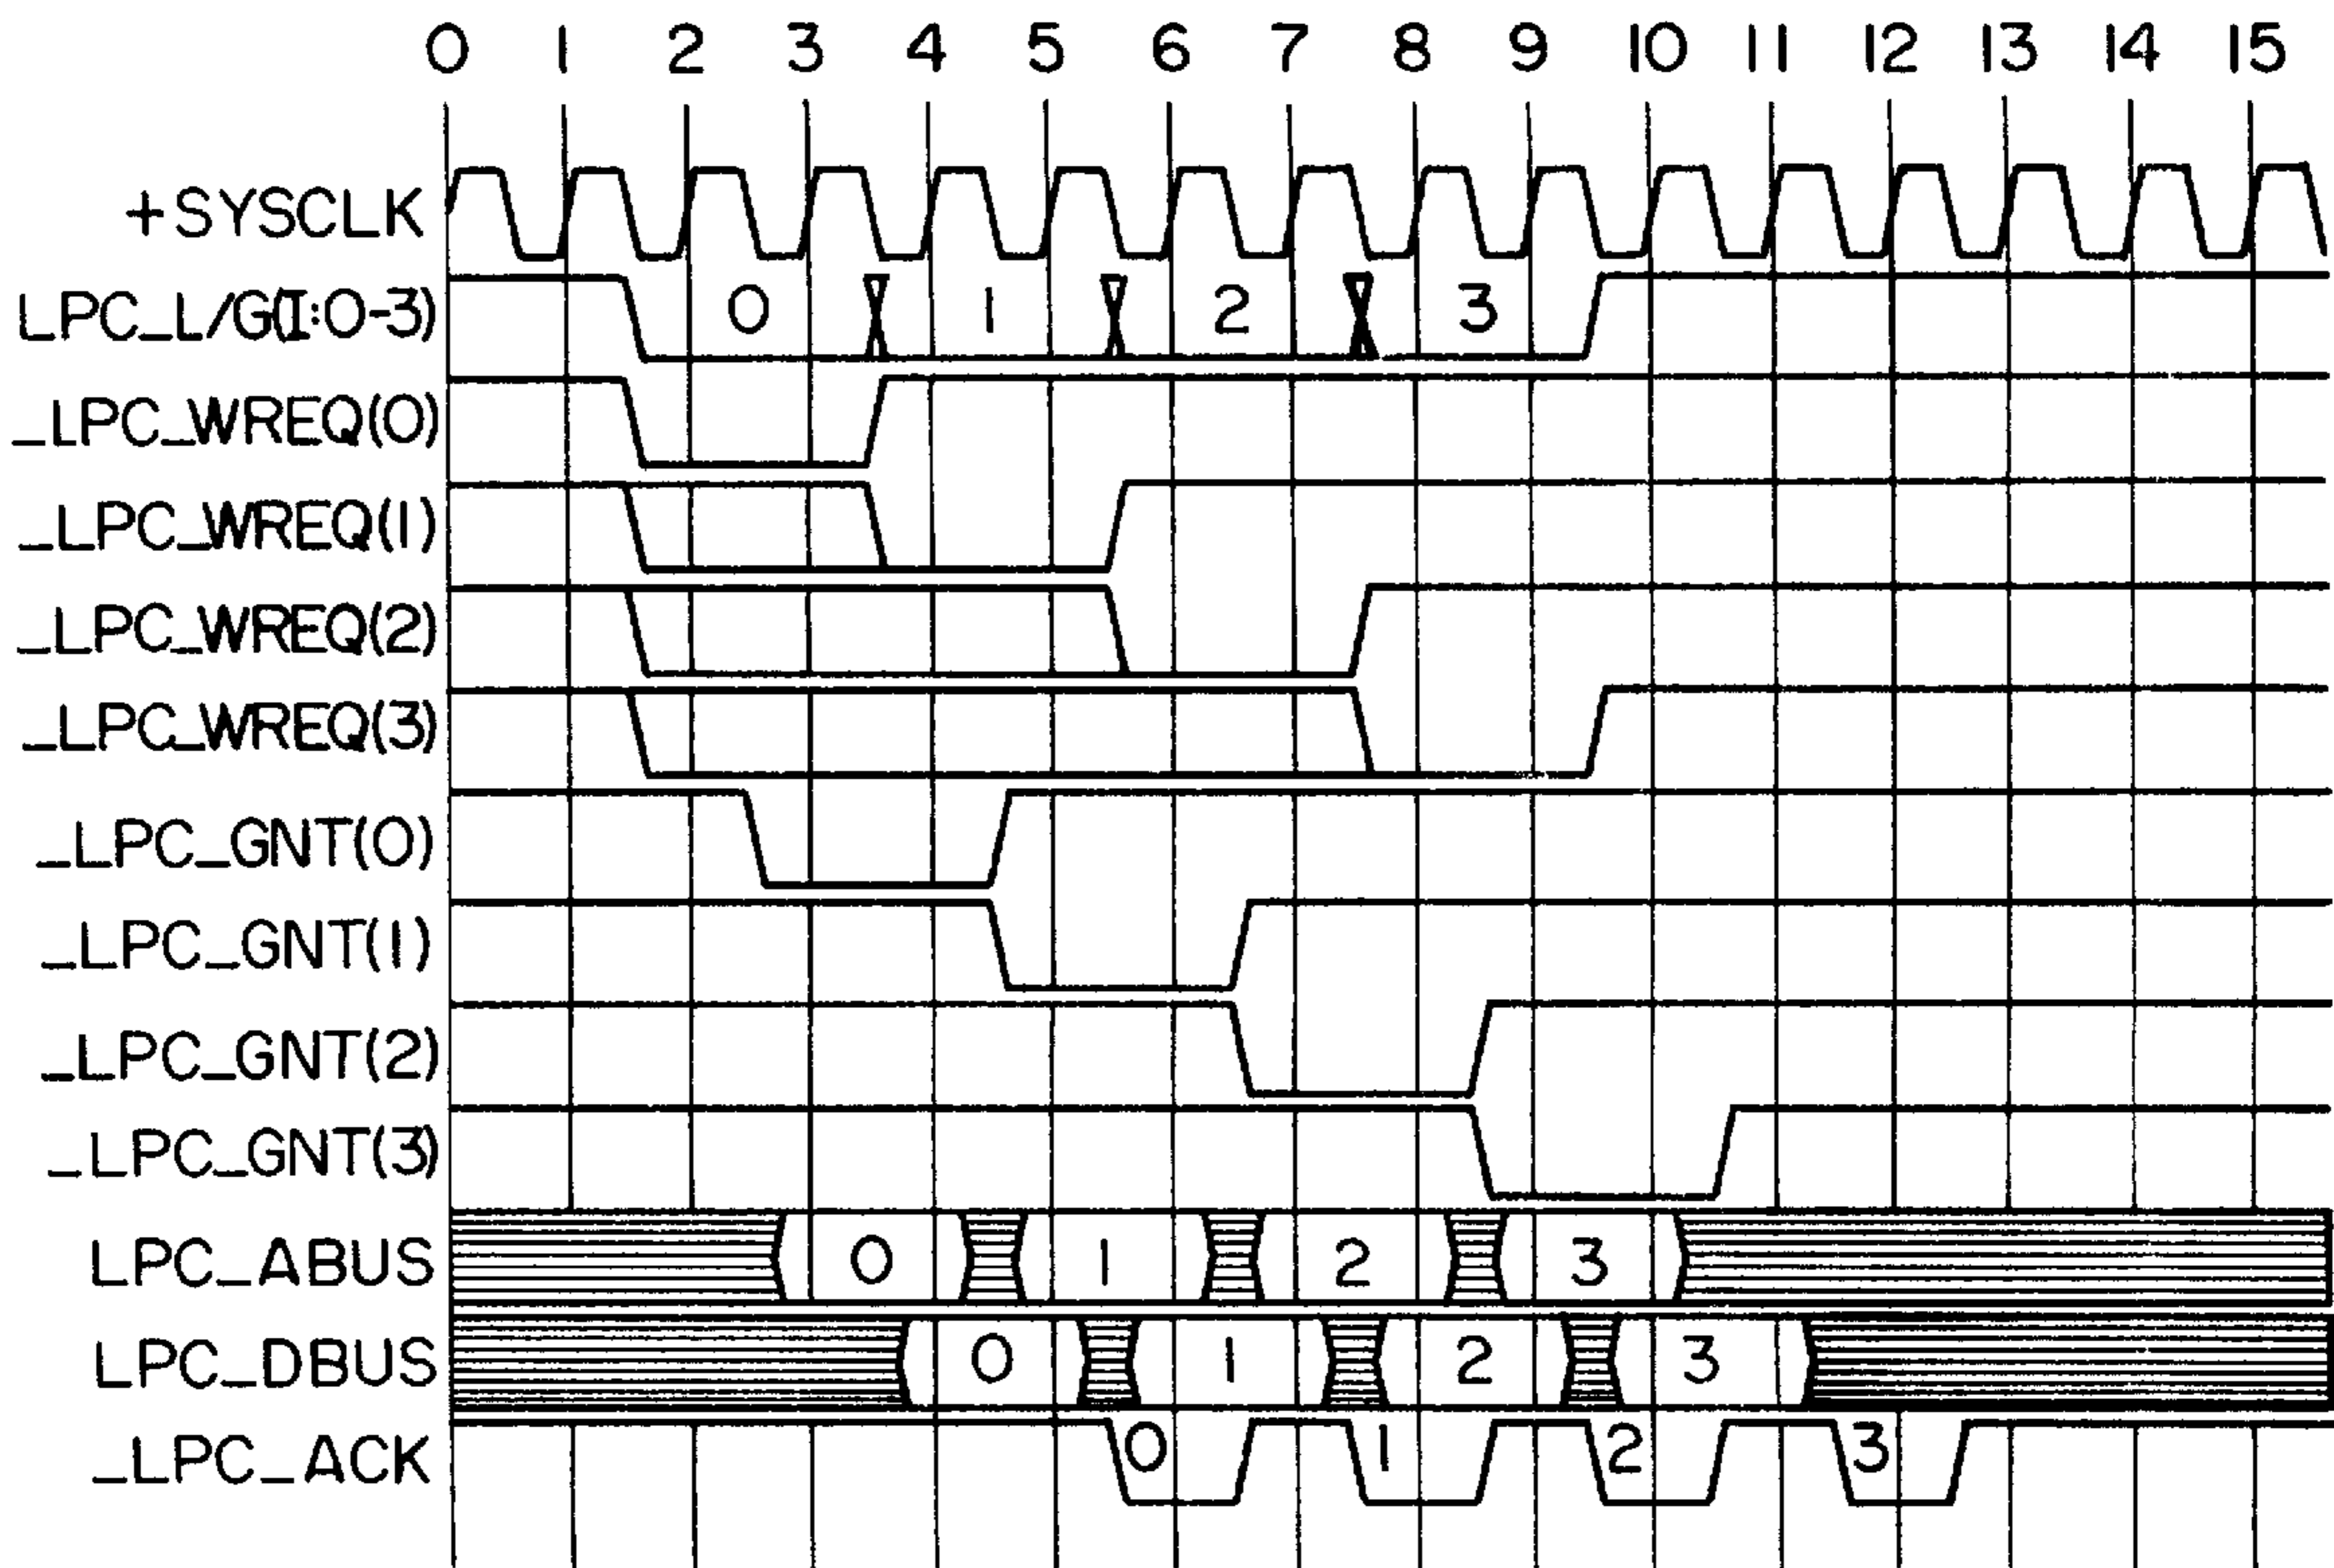 0 1 2 3 4 5 6 7 8 9 10 11 12 13 14 15
+SYSCLK
LPC_L/G(I:0-3) 0 1 2 3
_LPC_WREQ(0)
_LPC_WREQ(1)
_LPC_WREQ(2)
_LPC_WREQ(3)
_LPC_GNT(0)
_LPC_GNT(1)
_LPC_GNT(2)
_LPC_GNT(3)
LPC_ABUS 0 1 2 3
LPC_DBUS 0 1 2 3
_LPC_ACK 0 1 2 3